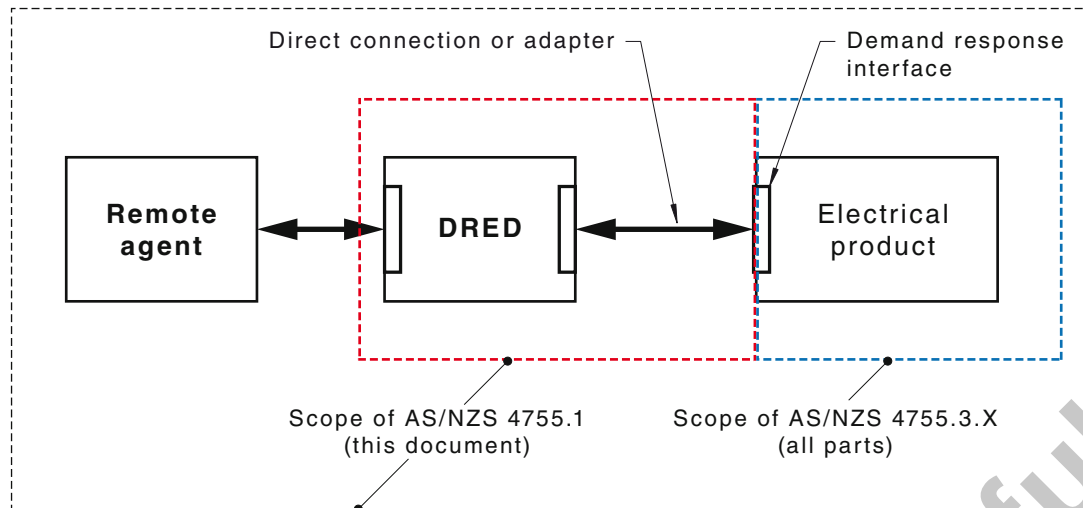 Direct connection or adapter
Demand response
interface
Remote
agent
DRED
Electrical
product
Scope of AS/NZS 4755.1
(this document)
Scope of AS/NZS 4755.3.X
(all parts)